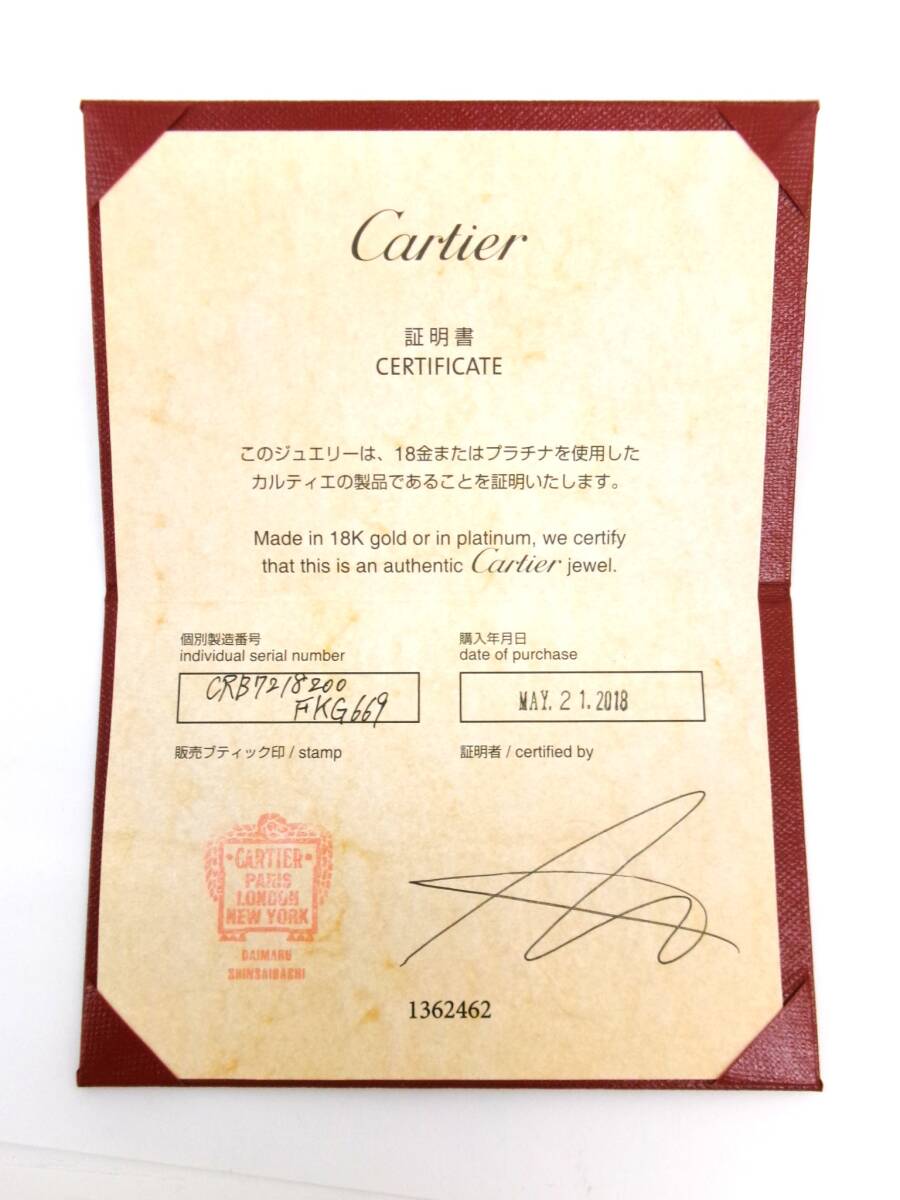 Cartier
証明書
CERTIFICATE
このジュエリーは、18金またはプラチナを使用した
カルティエの製品であることを証明いたします。
Made in 18K gold or in platinum, we certify
that this is an authentic Cartier jewel.
個別製造番号
individual serial number
CRB7218200
FKG669
購入年月日
date of purchase
MAY. 21. 2018
販売ブティック印 / stamp
証明者 / certified by
CARTIER
PARIS
LONDON
NEW YORK
DAIMARU
SHINSAIBASHI
1362462